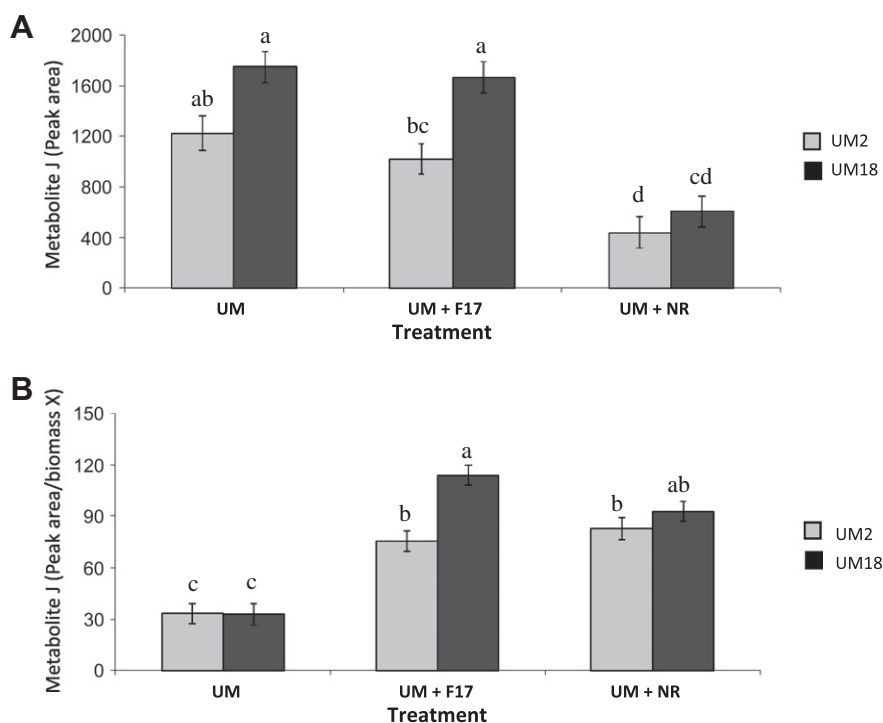 A
Metabolite J (Peak area)
2000
1600
1200
800
400
0
ab
a
bc
a
d
cd
UM
UM + F17
UM + NR
Treatment
UM2
UM18
B
Metabolite J (Peak area/biomass X)
150
120
90
60
30
0
c
c
b
a
b
ab
UM
UM + F17
UM + NR
Treatment
UM2
UM18